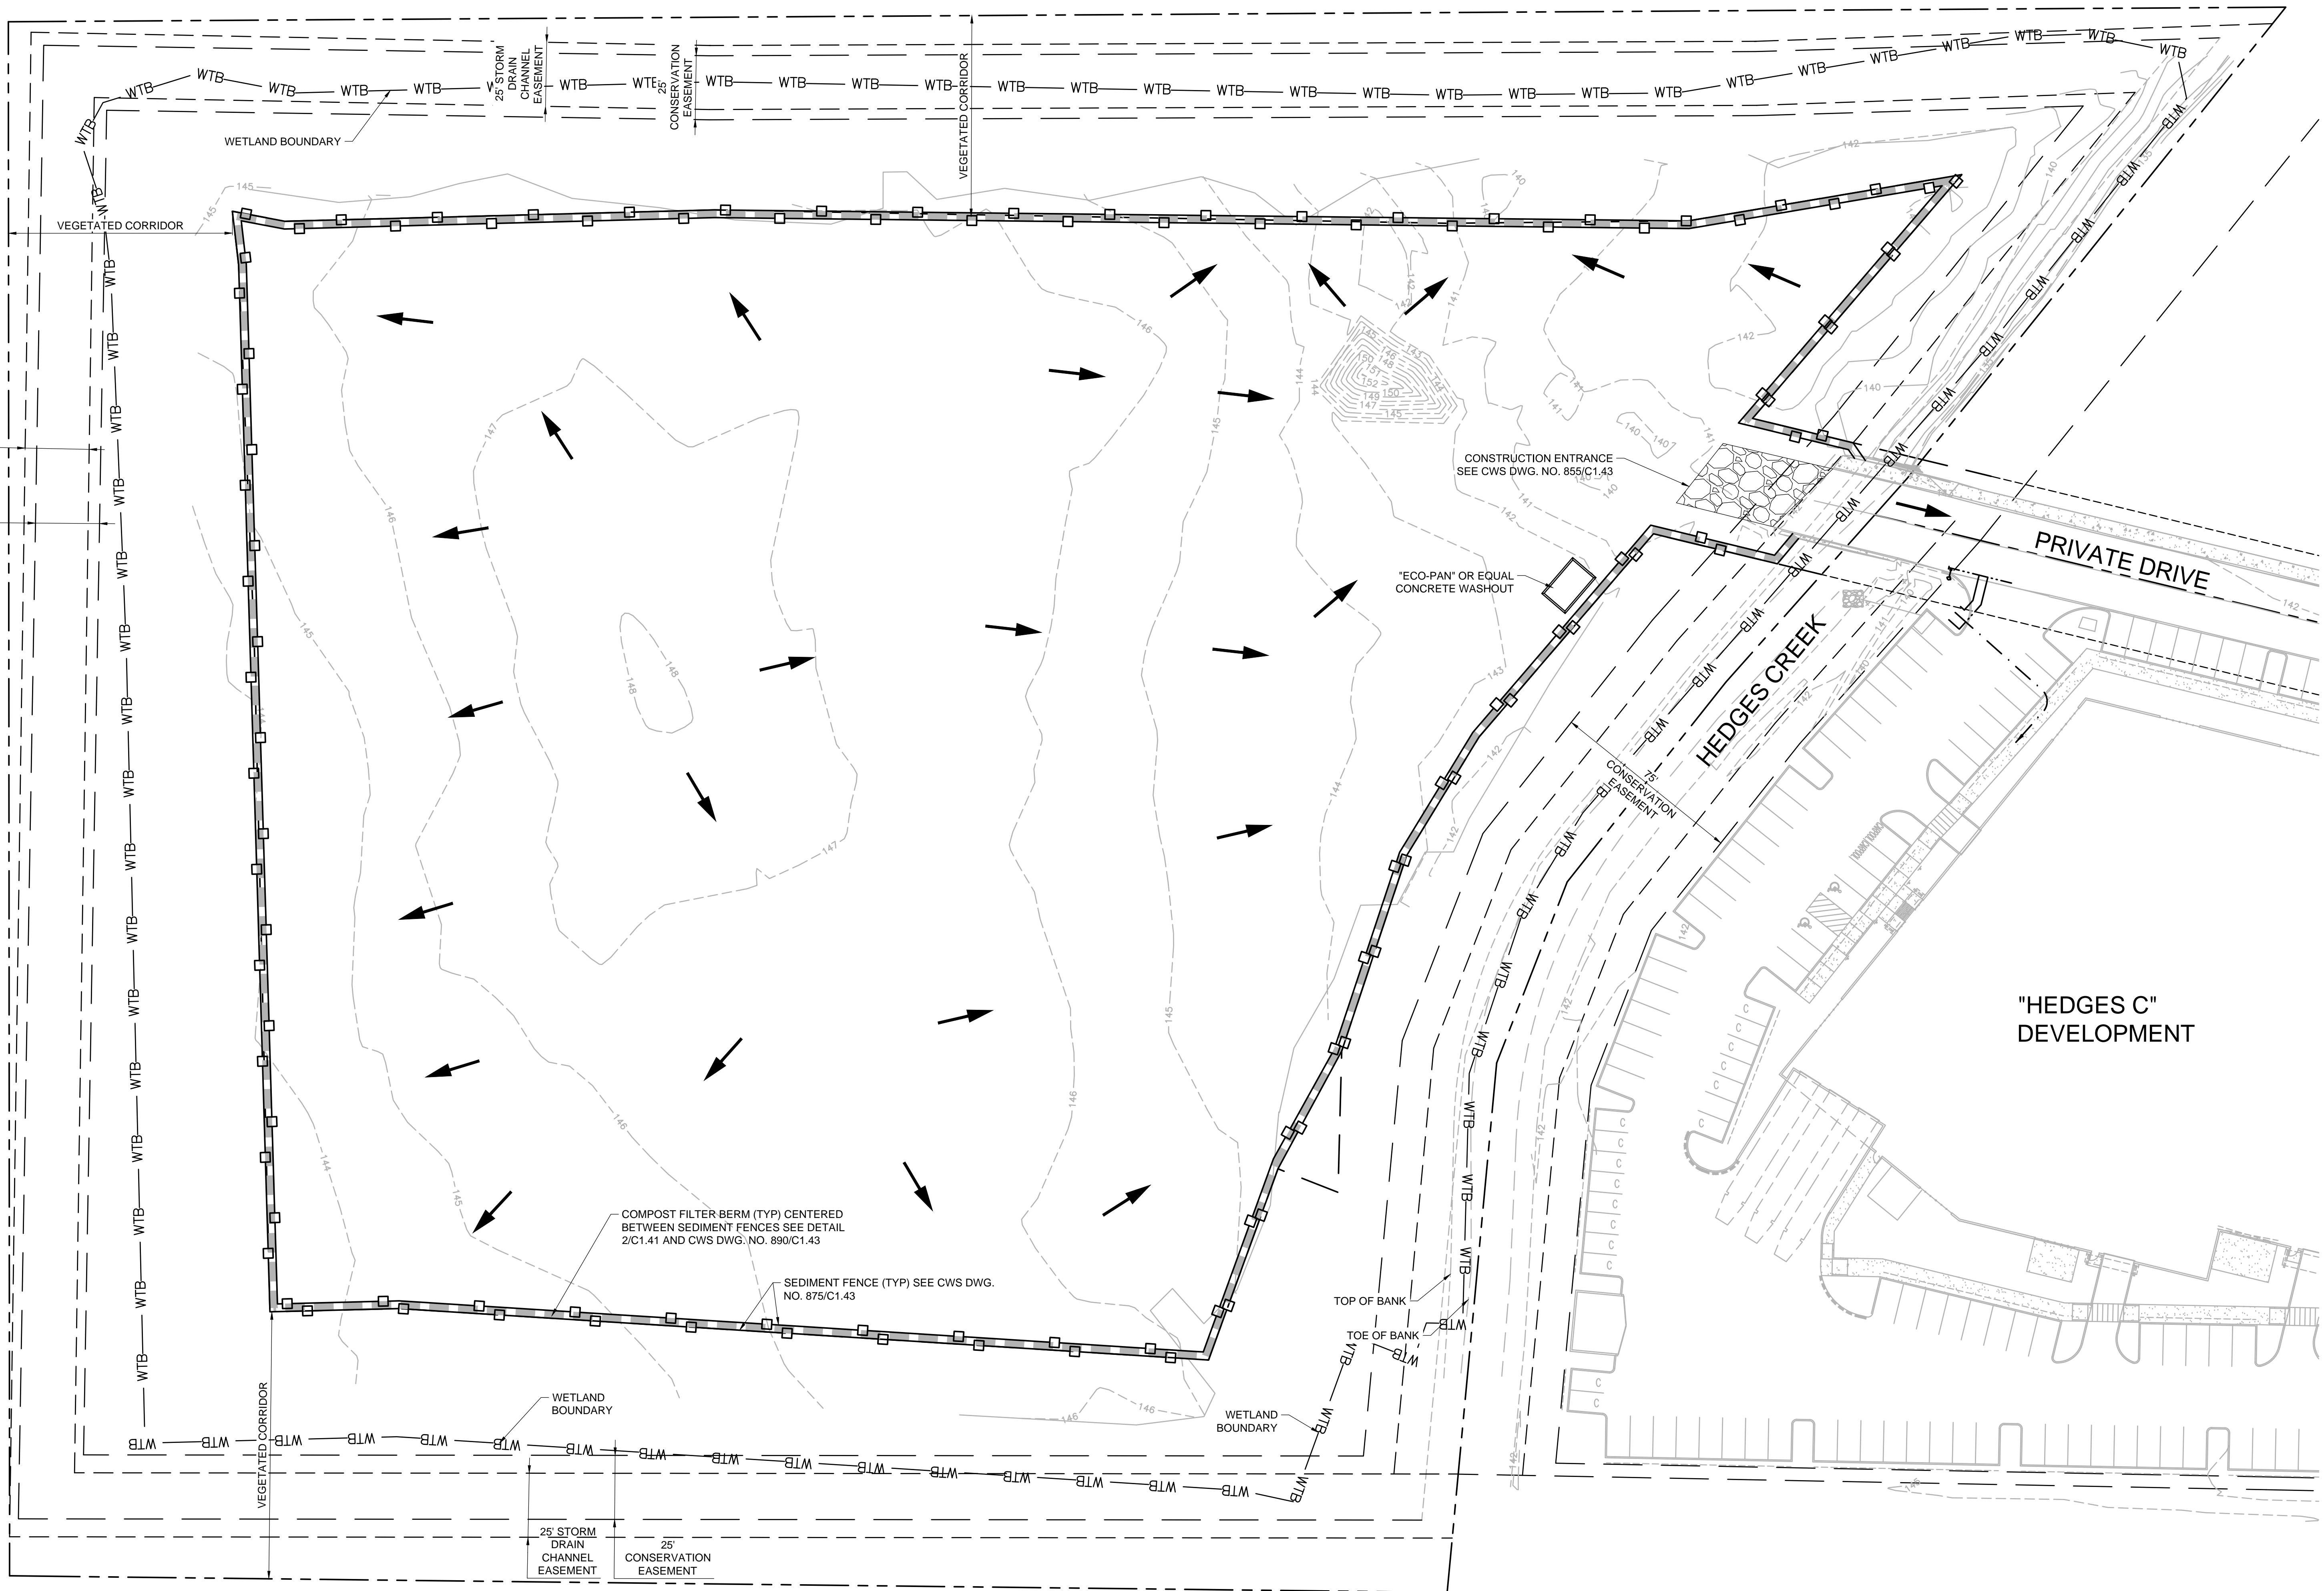 25' STORM
DRAIN
CHANNEL
EASEMENT
25'
CONSERVATION
EASEMENT
VEGETATED CORRIDOR
WETLAND BOUNDARY
VEGETATED CORRIDOR
CONSTRUCTION ENTRANCE
SEE CWS DWG. NO. 855/C1.43
PRIVATE DRIVE
"ECO-PAN" OR EQUAL
CONCRETE WASHOUT
HEDGES CREEK
75'
CONSERVATION
EASEMENT
"HEDGES C"
DEVELOPMENT
COMPOST FILTER BERM (TYP) CENTERED
BETWEEN SEDIMENT FENCES SEE DETAIL
2/C1.41 AND CWS DWG. NO. 890/C1.43
SEDIMENT FENCE (TYP) SEE CWS DWG.
NO. 875/C1.43
TOP OF BANK
TOE OF BANK
VEGETATED CORRIDOR
WETLAND
BOUNDARY
WETLAND
BOUNDARY
25' STORM
DRAIN
CHANNEL
EASEMENT
25'
CONSERVATION
EASEMENT
WTB
145
146
147
148
144
143
142
141
140
135
150
151
152
149